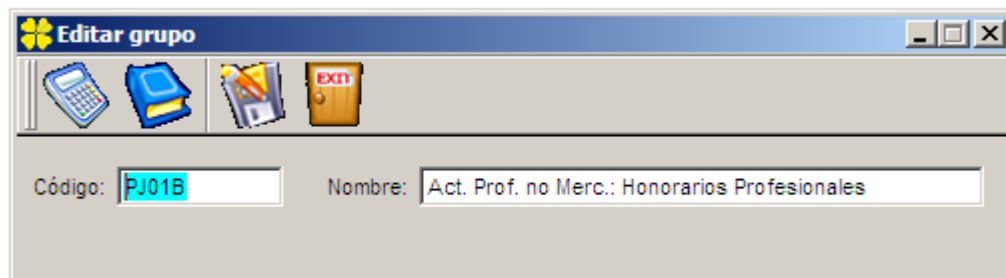 Editar grupo
EXIT
Código: PJ01B Nombre: Act. Prof. no Merc.: Honorarios Profesionales